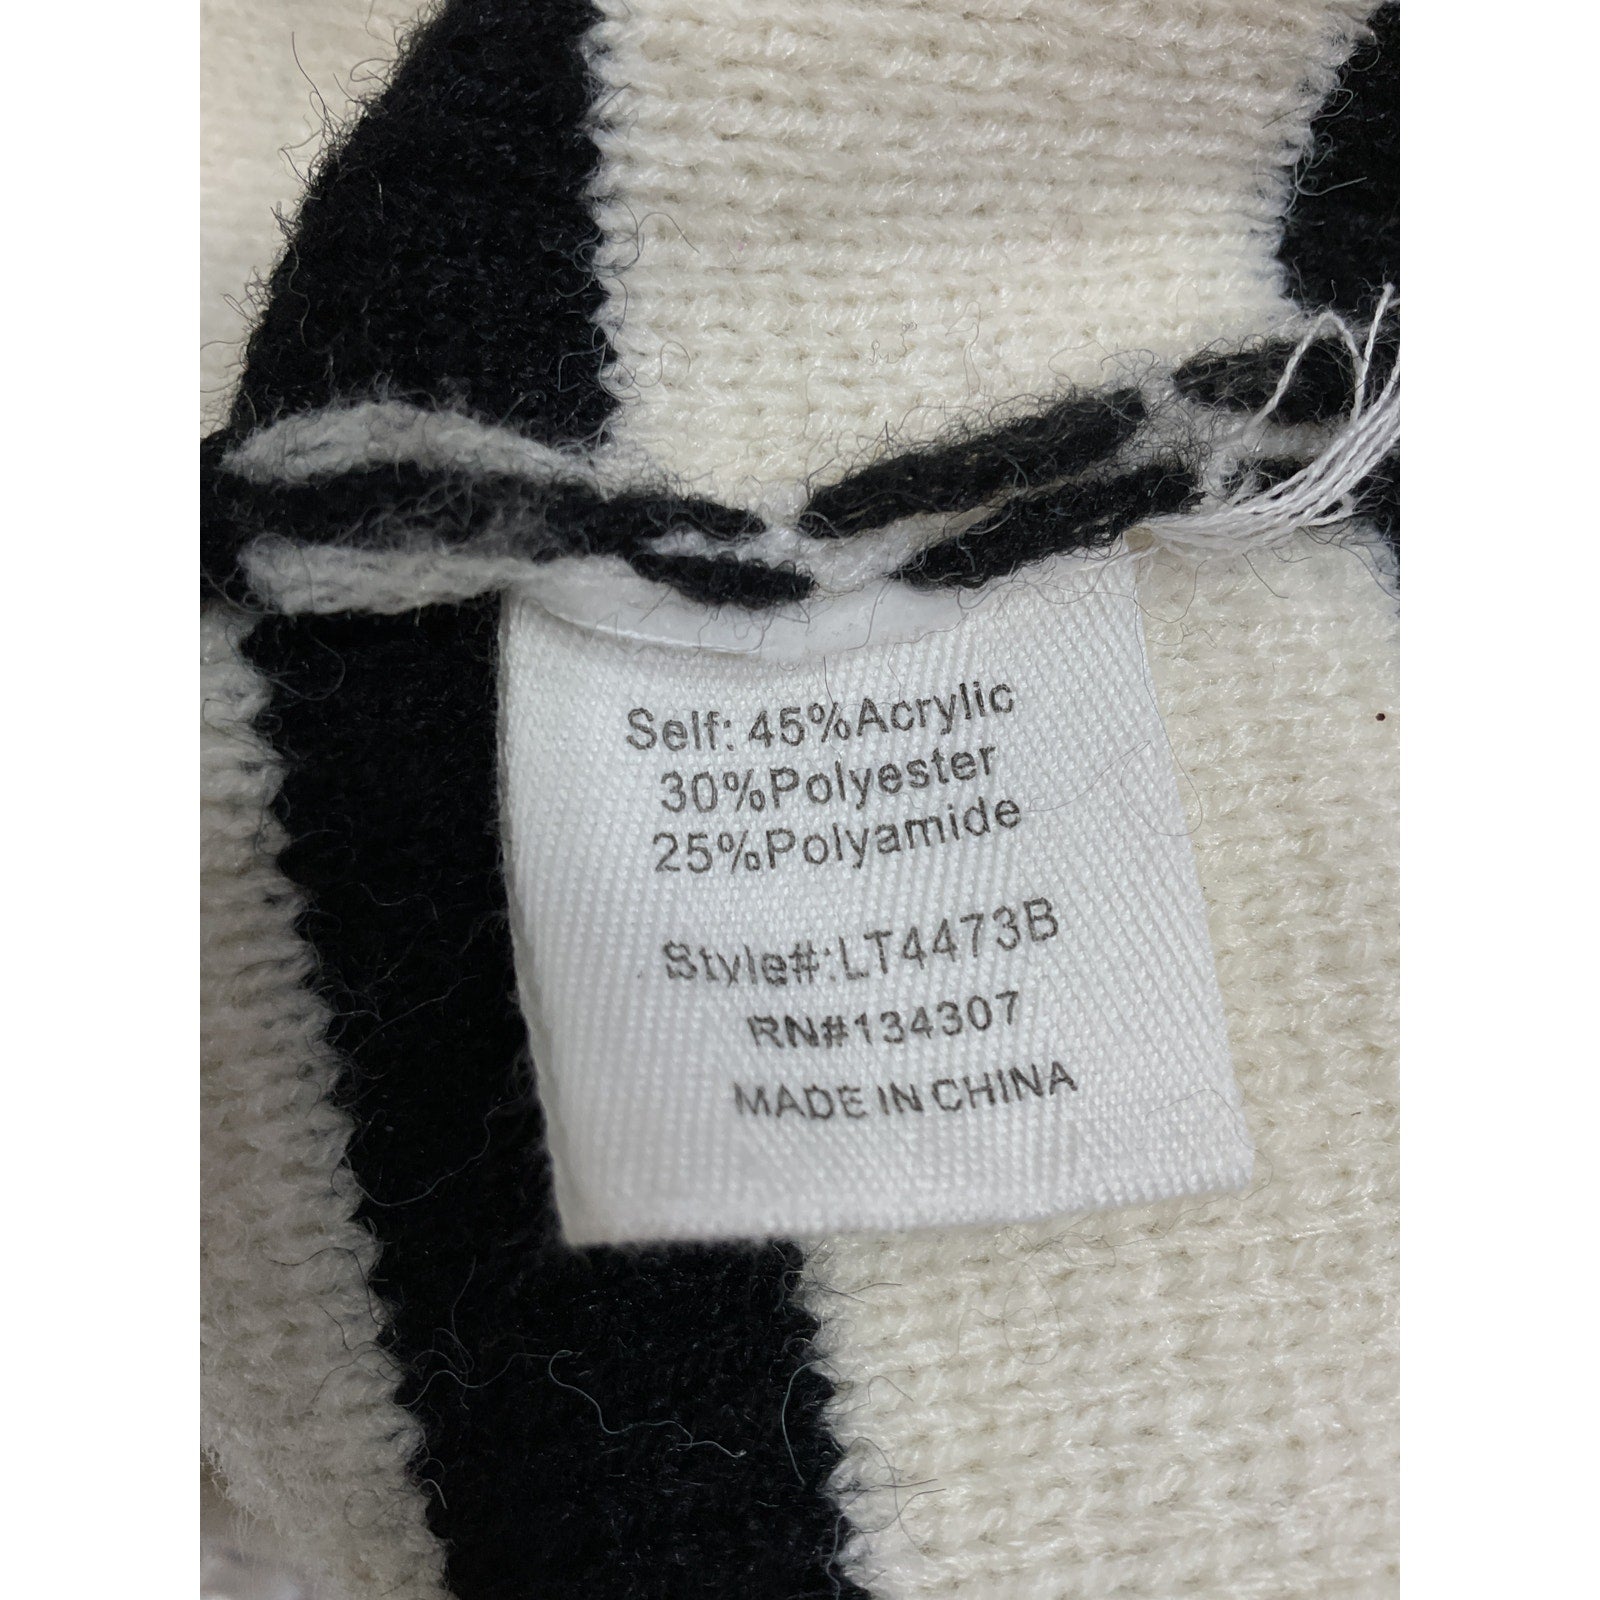 Self: 45%Acrylic
30%Polyester
25%Polyamide
Style#:LT4473B
RN#134307
MADE IN CHINA